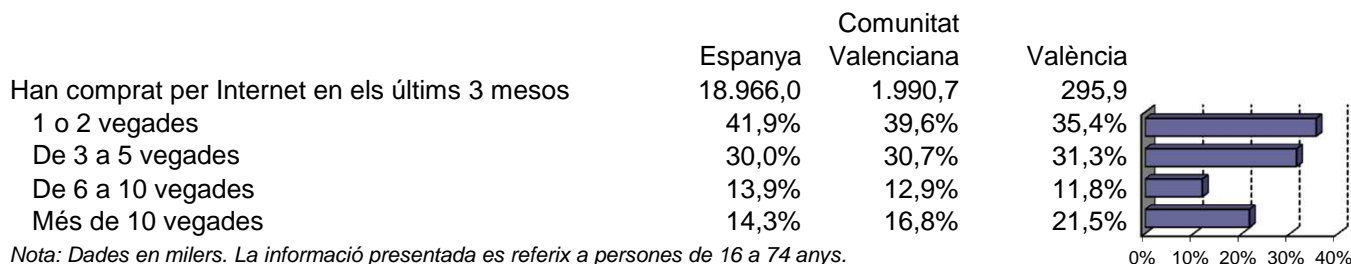 Comunitat
Espanya Valenciana València
Han comprat per Internet en els últims 3 mesos 18.966,0 1.990,7 295,9
1 o 2 vegades 41,9% 39,6% 35,4%
De 3 a 5 vegades 30,0% 30,7% 31,3%
De 6 a 10 vegades 13,9% 12,9% 11,8%
Més de 10 vegades 14,3% 16,8% 21,5%
Nota: Dades en milers. La informació presentada es referix a persones de 16 a 74 anys.
0% 10% 20% 30% 40%